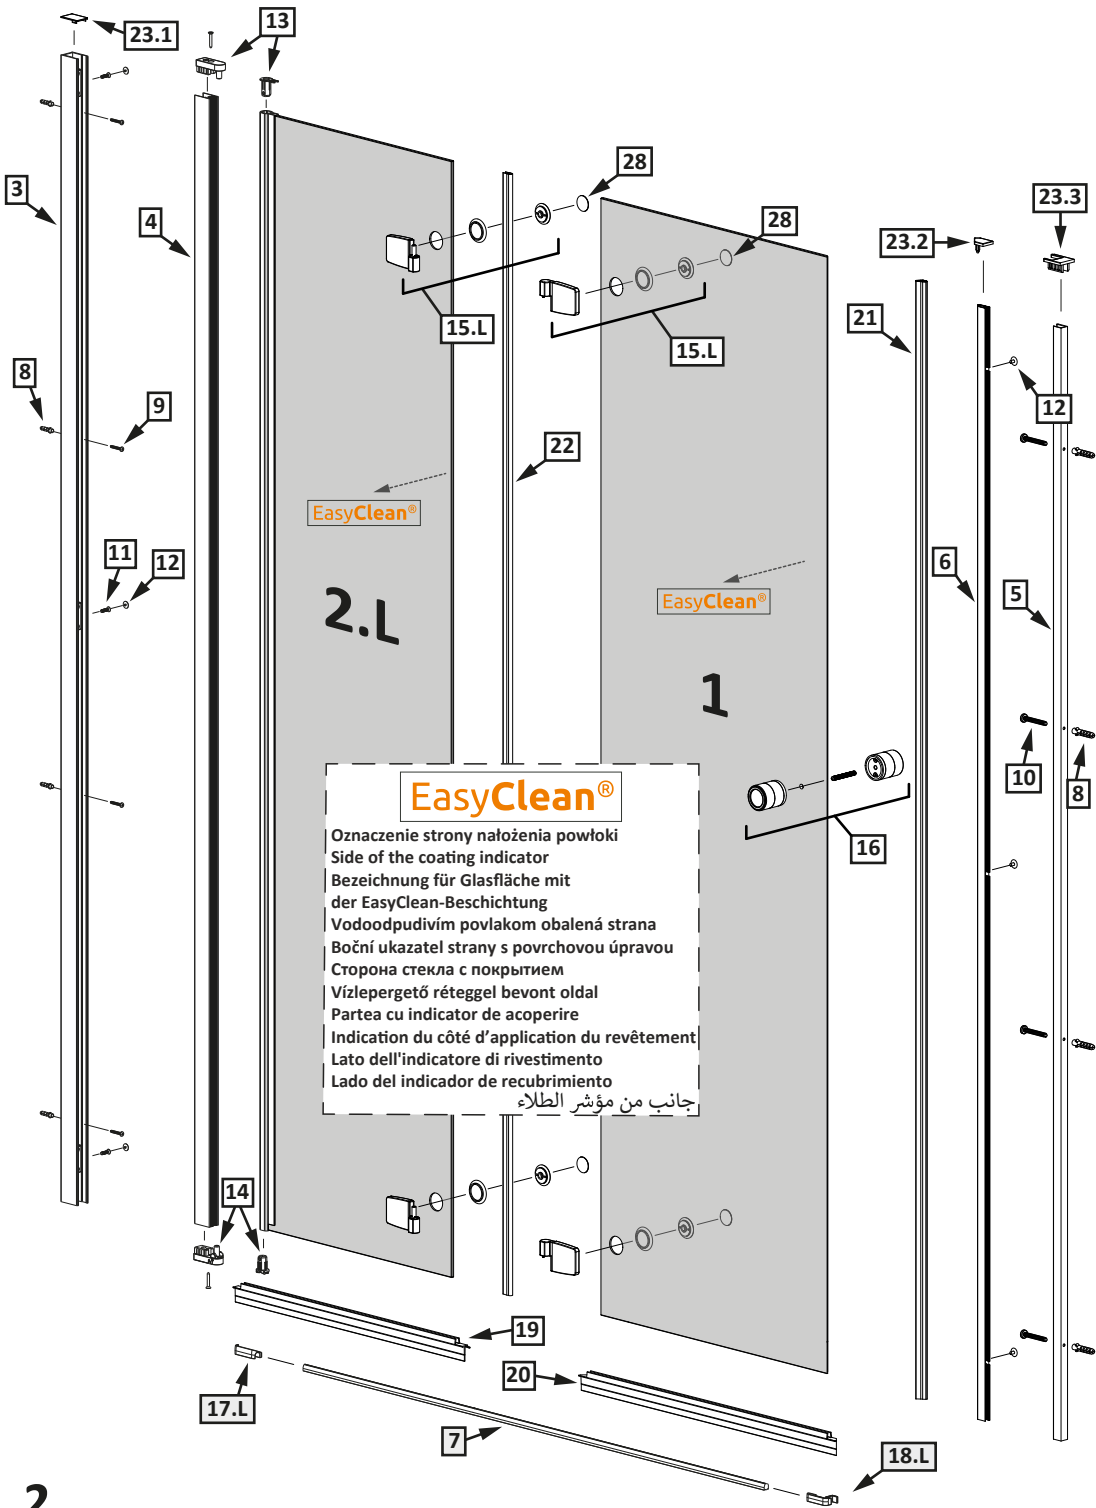 23.1
13
3
4
28
28
23.3
23.2
15.L
15.L
21
8
9
12
22
EasyClean®
11
12
6
5
EasyClean®
2.L
1
10
8
16
EasyClean®
Oznaczenie strony nałożenia powłoki
Side of the coating indicator
Bezeichnung für Glasfläche mit
der EasyClean-Beschichtung
Vodoodpudivím povlakom obalená strana
Boční ukazatel strany s povrchovou úpravou
Сторона стекла с покрытием
Vízlepergető réteggel bevont oldal
Partea cu indicator de acoperire
Indication du côté d’application du revêtement
Lato dell'indicatore di rivestimento
Lado del indicador de recubrimiento
جانب من مؤشر الطلاء
14
19
20
17.L
7
18.L
2